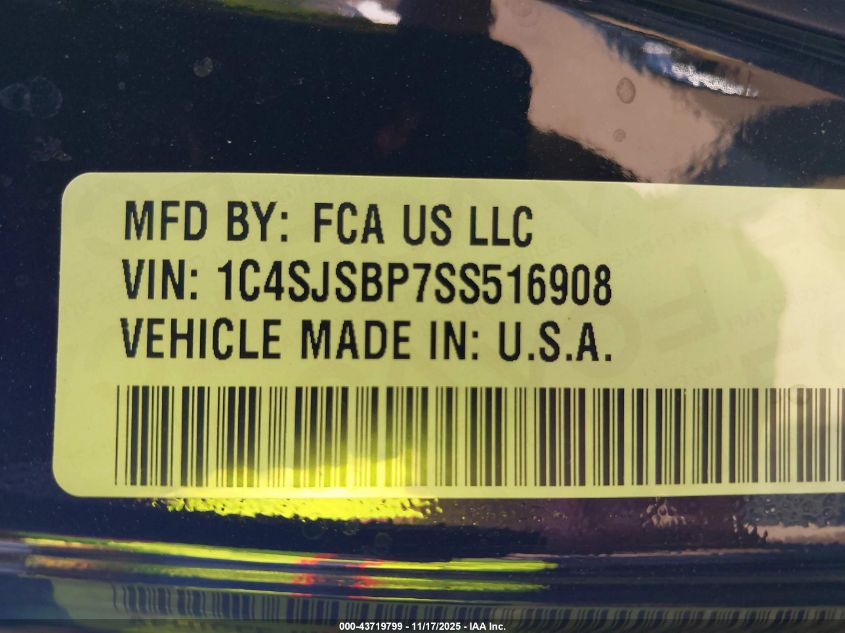 MFD BY: FCA US LLC
VIN: 1C4SJSBP7SS516908
VEHICLE MADE IN: U.S.A.
000-43719799 - 11/17/2025 - IAA Inc.